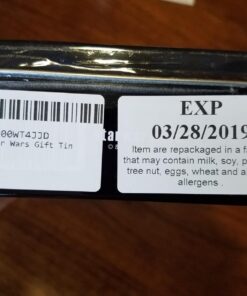 00WT4JJD
r Wars Gift Tin
EXP
03/28/2019
Item are repackaged in a
that may contain milk, soy,
tree nut, eggs, wheat and
allergens .